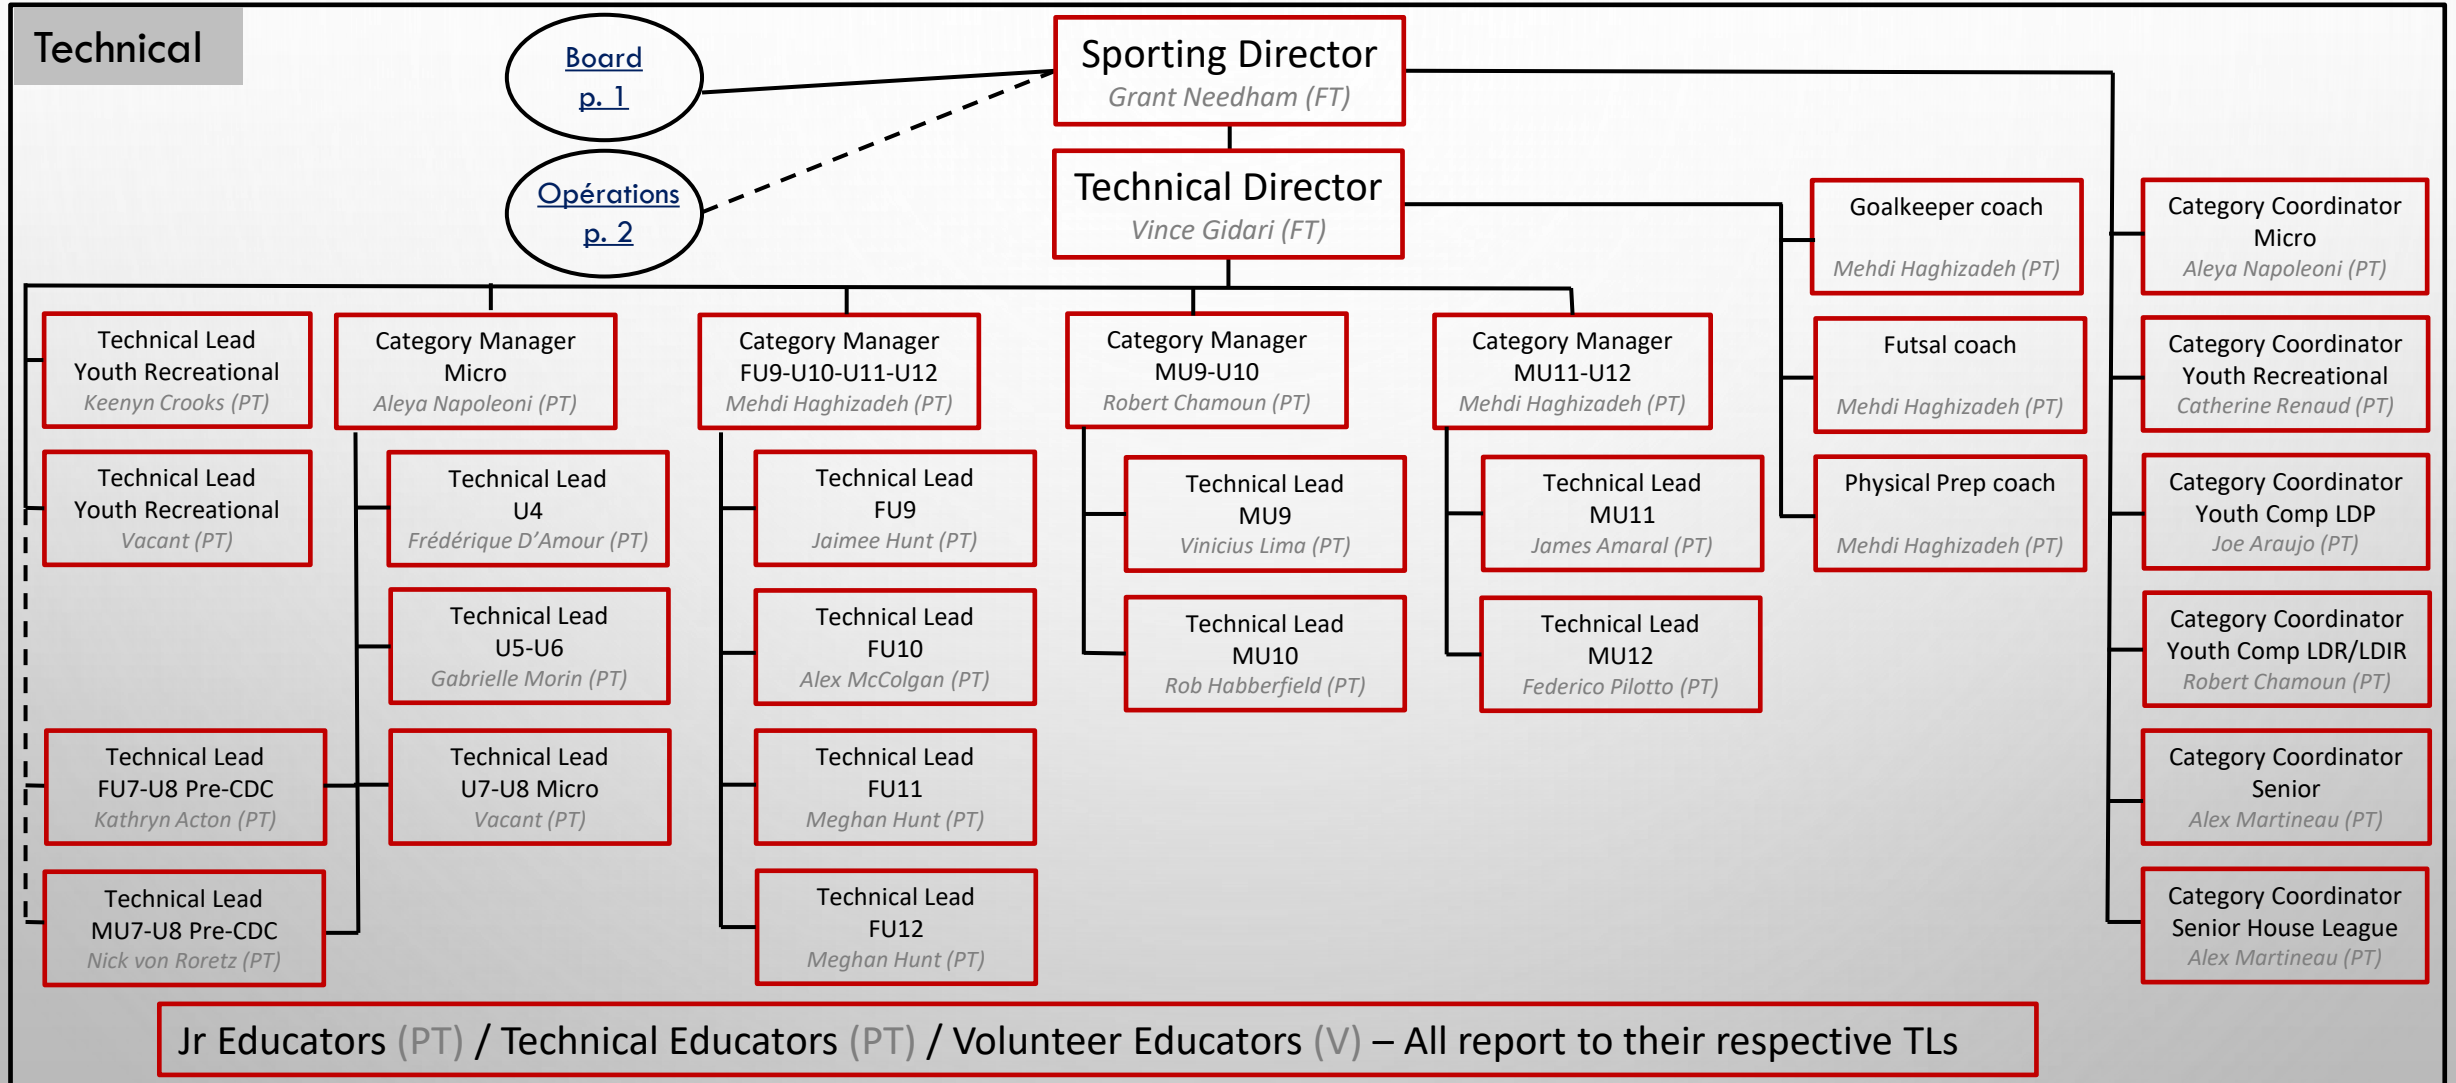 Technical
Board
p. 1
Opérations
p. 2
Sporting Director
Grant Needham (FT)
Technical Director
Vince Gidari (FT)
Technical Lead
Youth Recreational
Keenyn Crooks (PT)
Technical Lead
Youth Recreational
Vacant (PT)
Technical Lead
FU7-U8 Pre-CDC
Kathryn Acton (PT)
Technical Lead
MU7-U8 Pre-CDC
Nick von Roretz (PT)
Category Manager
Micro
Aleya Napoleoni (PT)
Technical Lead
U4
Frédérique D’Amour (PT)
Technical Lead
U5-U6
Gabrielle Morin (PT)
Technical Lead
U7-U8 Micro
Vacant (PT)
Category Manager
FU9-U10-U11-U12
Mehdi Haghizadeh (PT)
Technical Lead
FU9
Jaimee Hunt (PT)
Technical Lead
FU10
Alex McColgan (PT)
Technical Lead
FU11
Meghan Hunt (PT)
Technical Lead
FU12
Meghan Hunt (PT)
Category Manager
MU9-U10
Robert Chamoun (PT)
Technical Lead
MU9
Vinicius Lima (PT)
Technical Lead
MU10
Rob Habberfield (PT)
Category Manager
MU11-U12
Mehdi Haghizadeh (PT)
Technical Lead
MU11
James Amaral (PT)
Technical Lead
MU12
Federico Pilotto (PT)
Goalkeeper coach
Mehdi Haghizadeh (PT)
Futsal coach
Mehdi Haghizadeh (PT)
Physical Prep coach
Mehdi Haghizadeh (PT)
Category Coordinator
Micro
Aleya Napoleoni (PT)
Category Coordinator
Youth Recreational
Catherine Renaud (PT)
Category Coordinator
Youth Comp LDP
Joe Araujo (PT)
Category Coordinator
Youth Comp LDR/LDIR
Robert Chamoun (PT)
Category Coordinator
Senior
Alex Martineau (PT)
Category Coordinator
Senior House League
Alex Martineau (PT)
Jr Educators (PT) / Technical Educators (PT) / Volunteer Educators (V) – All report to their respective TLs